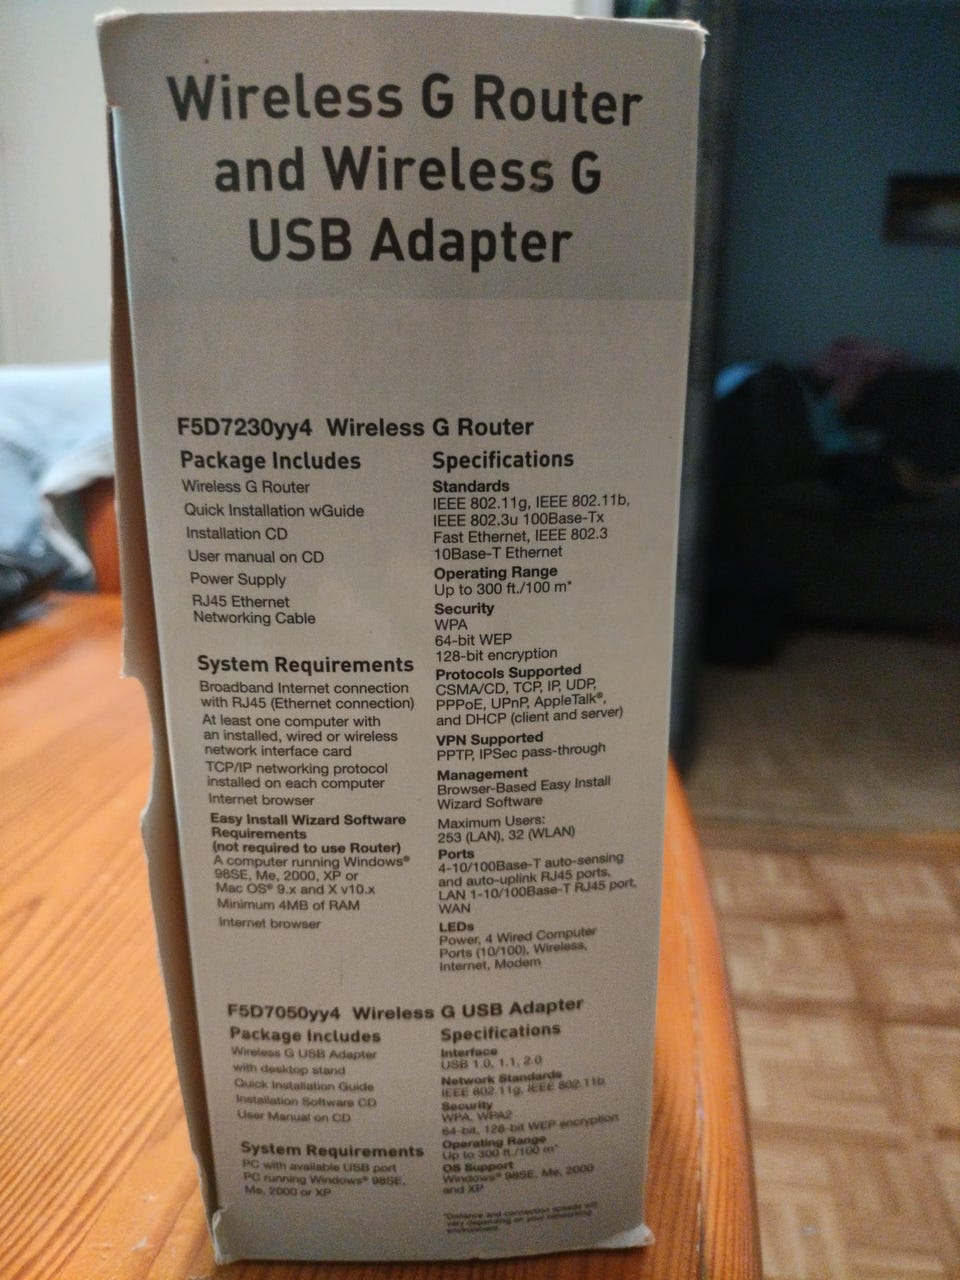 Wireless G Router
and Wireless G
USB Adapter
F5D7230yy4 Wireless G Router
Package Includes
Wireless G Router
Quick Installation wGuide
Installation CD
User manual on CD
Power Supply
RJ45 Ethernet
Networking Cable
System Requirements
Broadband Internet connection
with RJ45 (Ethernet connection)
At least one computer with
an installed, wired or wireless
network interface card
TCP/IP networking protocol
installed on each computer
Internet browser
Easy Install Wizard Software
Requirements
(not required to use Router)
A computer running Windows®
98SE, Me, 2000, XP or
Mac OS® 9.x and X v10.x
Minimum 4MB of RAM
Internet browser
Specifications
Standards
IEEE 802.11g, IEEE 802.11b,
IEEE 802.3u 100Base-Tx
Fast Ethernet, IEEE 802.3
10Base-T Ethernet
Operating Range
Up to 300 ft./100 m*
Security
WPA
64-bit WEP
128-bit encryption
Protocols Supported
CSMA/CD, TCP, IP, UDP,
PPPoE, UPnP, AppleTalk®,
and DHCP (client and server)
VPN Supported
PPTP, IPSec pass-through
Management
Browser-Based Easy Install
Wizard Software
Maximum Users:
253 (LAN), 32 (WLAN)
Ports
4-10/100Base-T auto-sensing
and auto-uplink RJ45 ports,
LAN 1-10/100Base-T RJ45 port,
WAN
LEDs
Power, 4 Wired Computer
Ports (10/100), Wireless,
Internet, Modem
F5D7050yy4 Wireless G USB Adapter
Package Includes
Wireless G USB Adapter
with desktop stand
Quick Installation Guide
Installation Software CD
User Manual on CD
System Requirements
PC with available USB port
PC running Windows® 98SE,
Me, 2000 or XP
Specifications
Interface
USB 1.0, 1.1, 2.0
Network Standards
IEEE 802.11g, IEEE 802.11b
Security
WPA, WPA2
64-bit, 128-bit WEP encryption
Operating Range
Up to 300 ft./100 m*
OS Support
Windows® 98SE, Me, 2000
and XP
*Distance and connection speeds will
vary depending on your networking
environment.